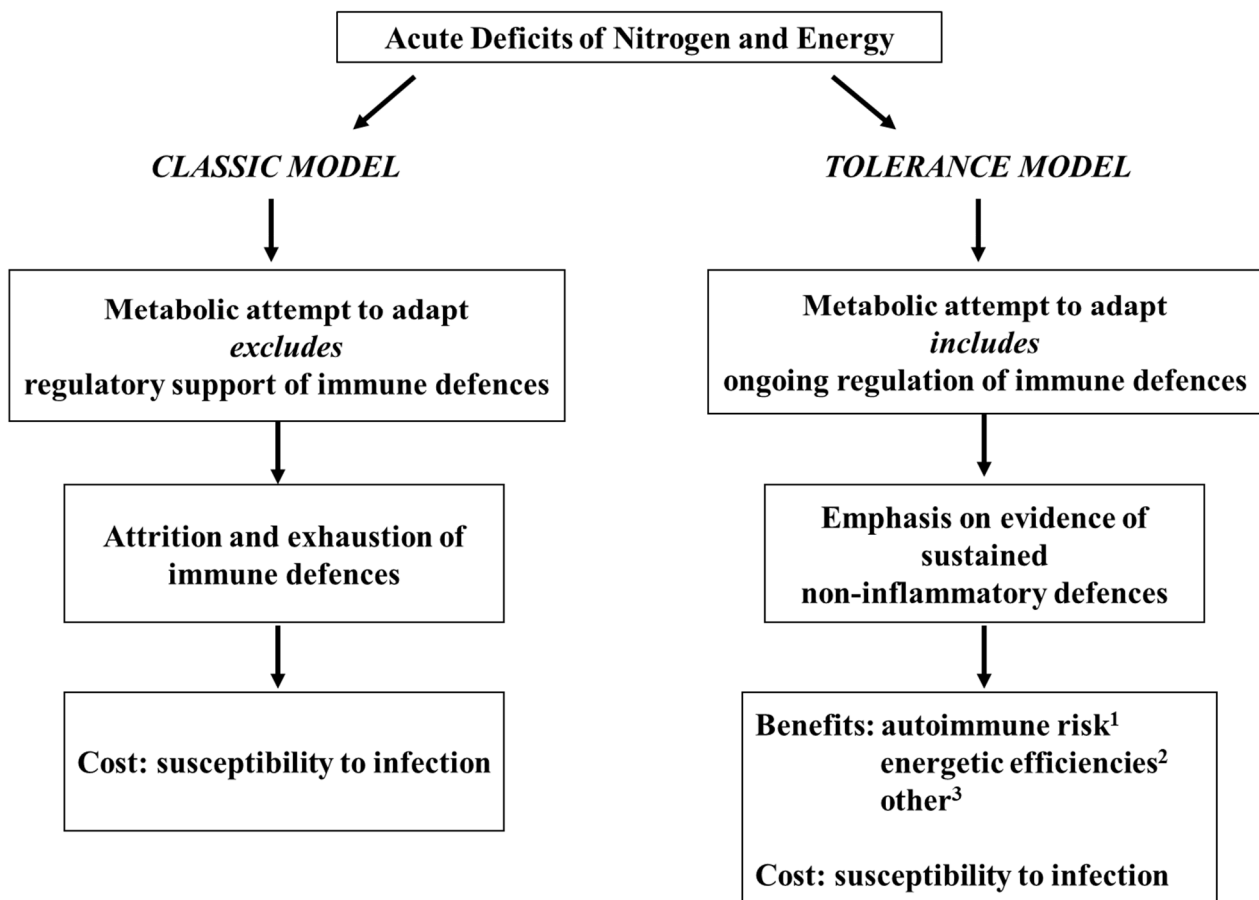 Acute Deficits of Nitrogen and Energy
CLASSIC MODEL
Metabolic attempt to adapt
excludes
regulatory support of immune defences
Attrition and exhaustion of
immune defences
Cost: susceptibility to infection
TOLERANCE MODEL
Metabolic attempt to adapt
includes
ongoing regulation of immune defences
Emphasis on evidence of
sustained
non-inflammatory defences
Benefits: autoimmune risk¹
energetic efficiencies²
other³
Cost: susceptibility to infection